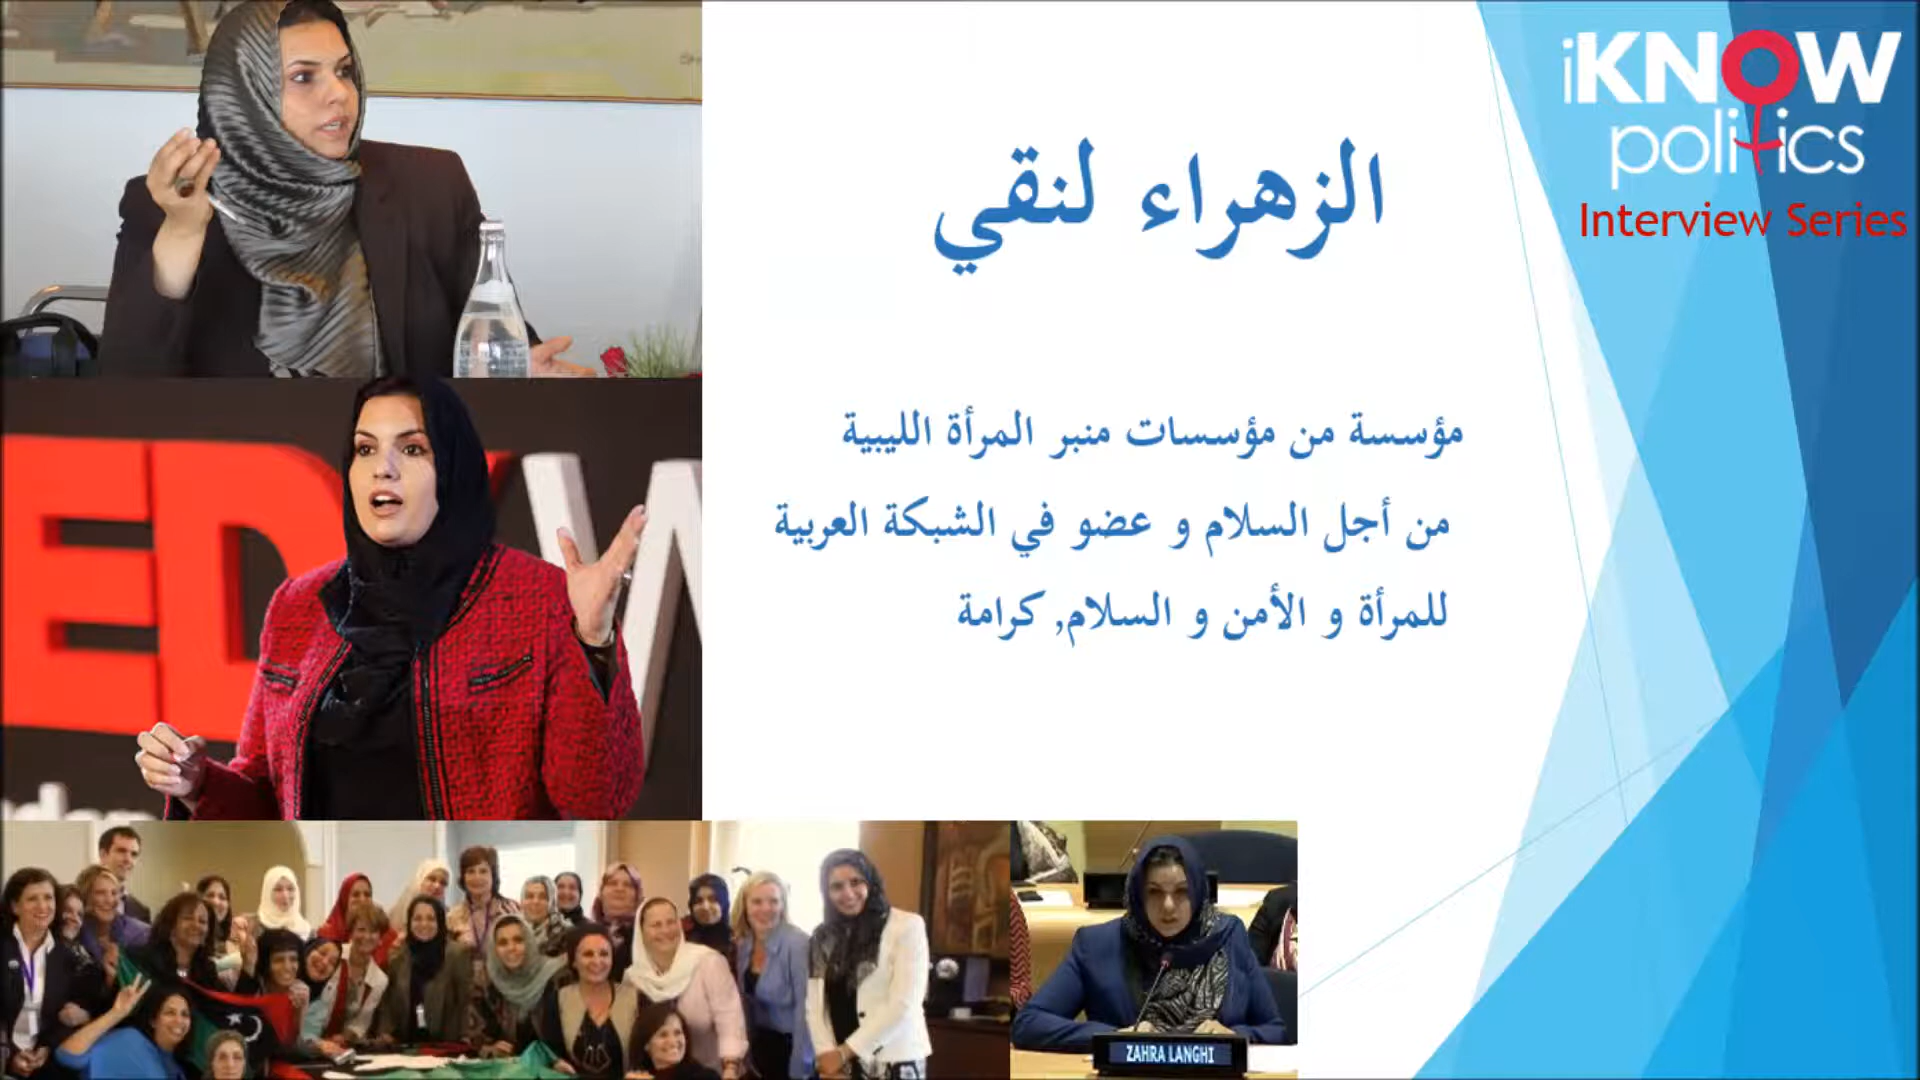 iKNOW
politics
Interview Series
الزهراء لنقي
مؤسسة من مؤسسات منبر المرأة الليبية
من أجل السلام و عضو في الشبكة العربية
للمرأة و الأمن و السلام, كرامة
ED
W
ZAHRA LANGHI